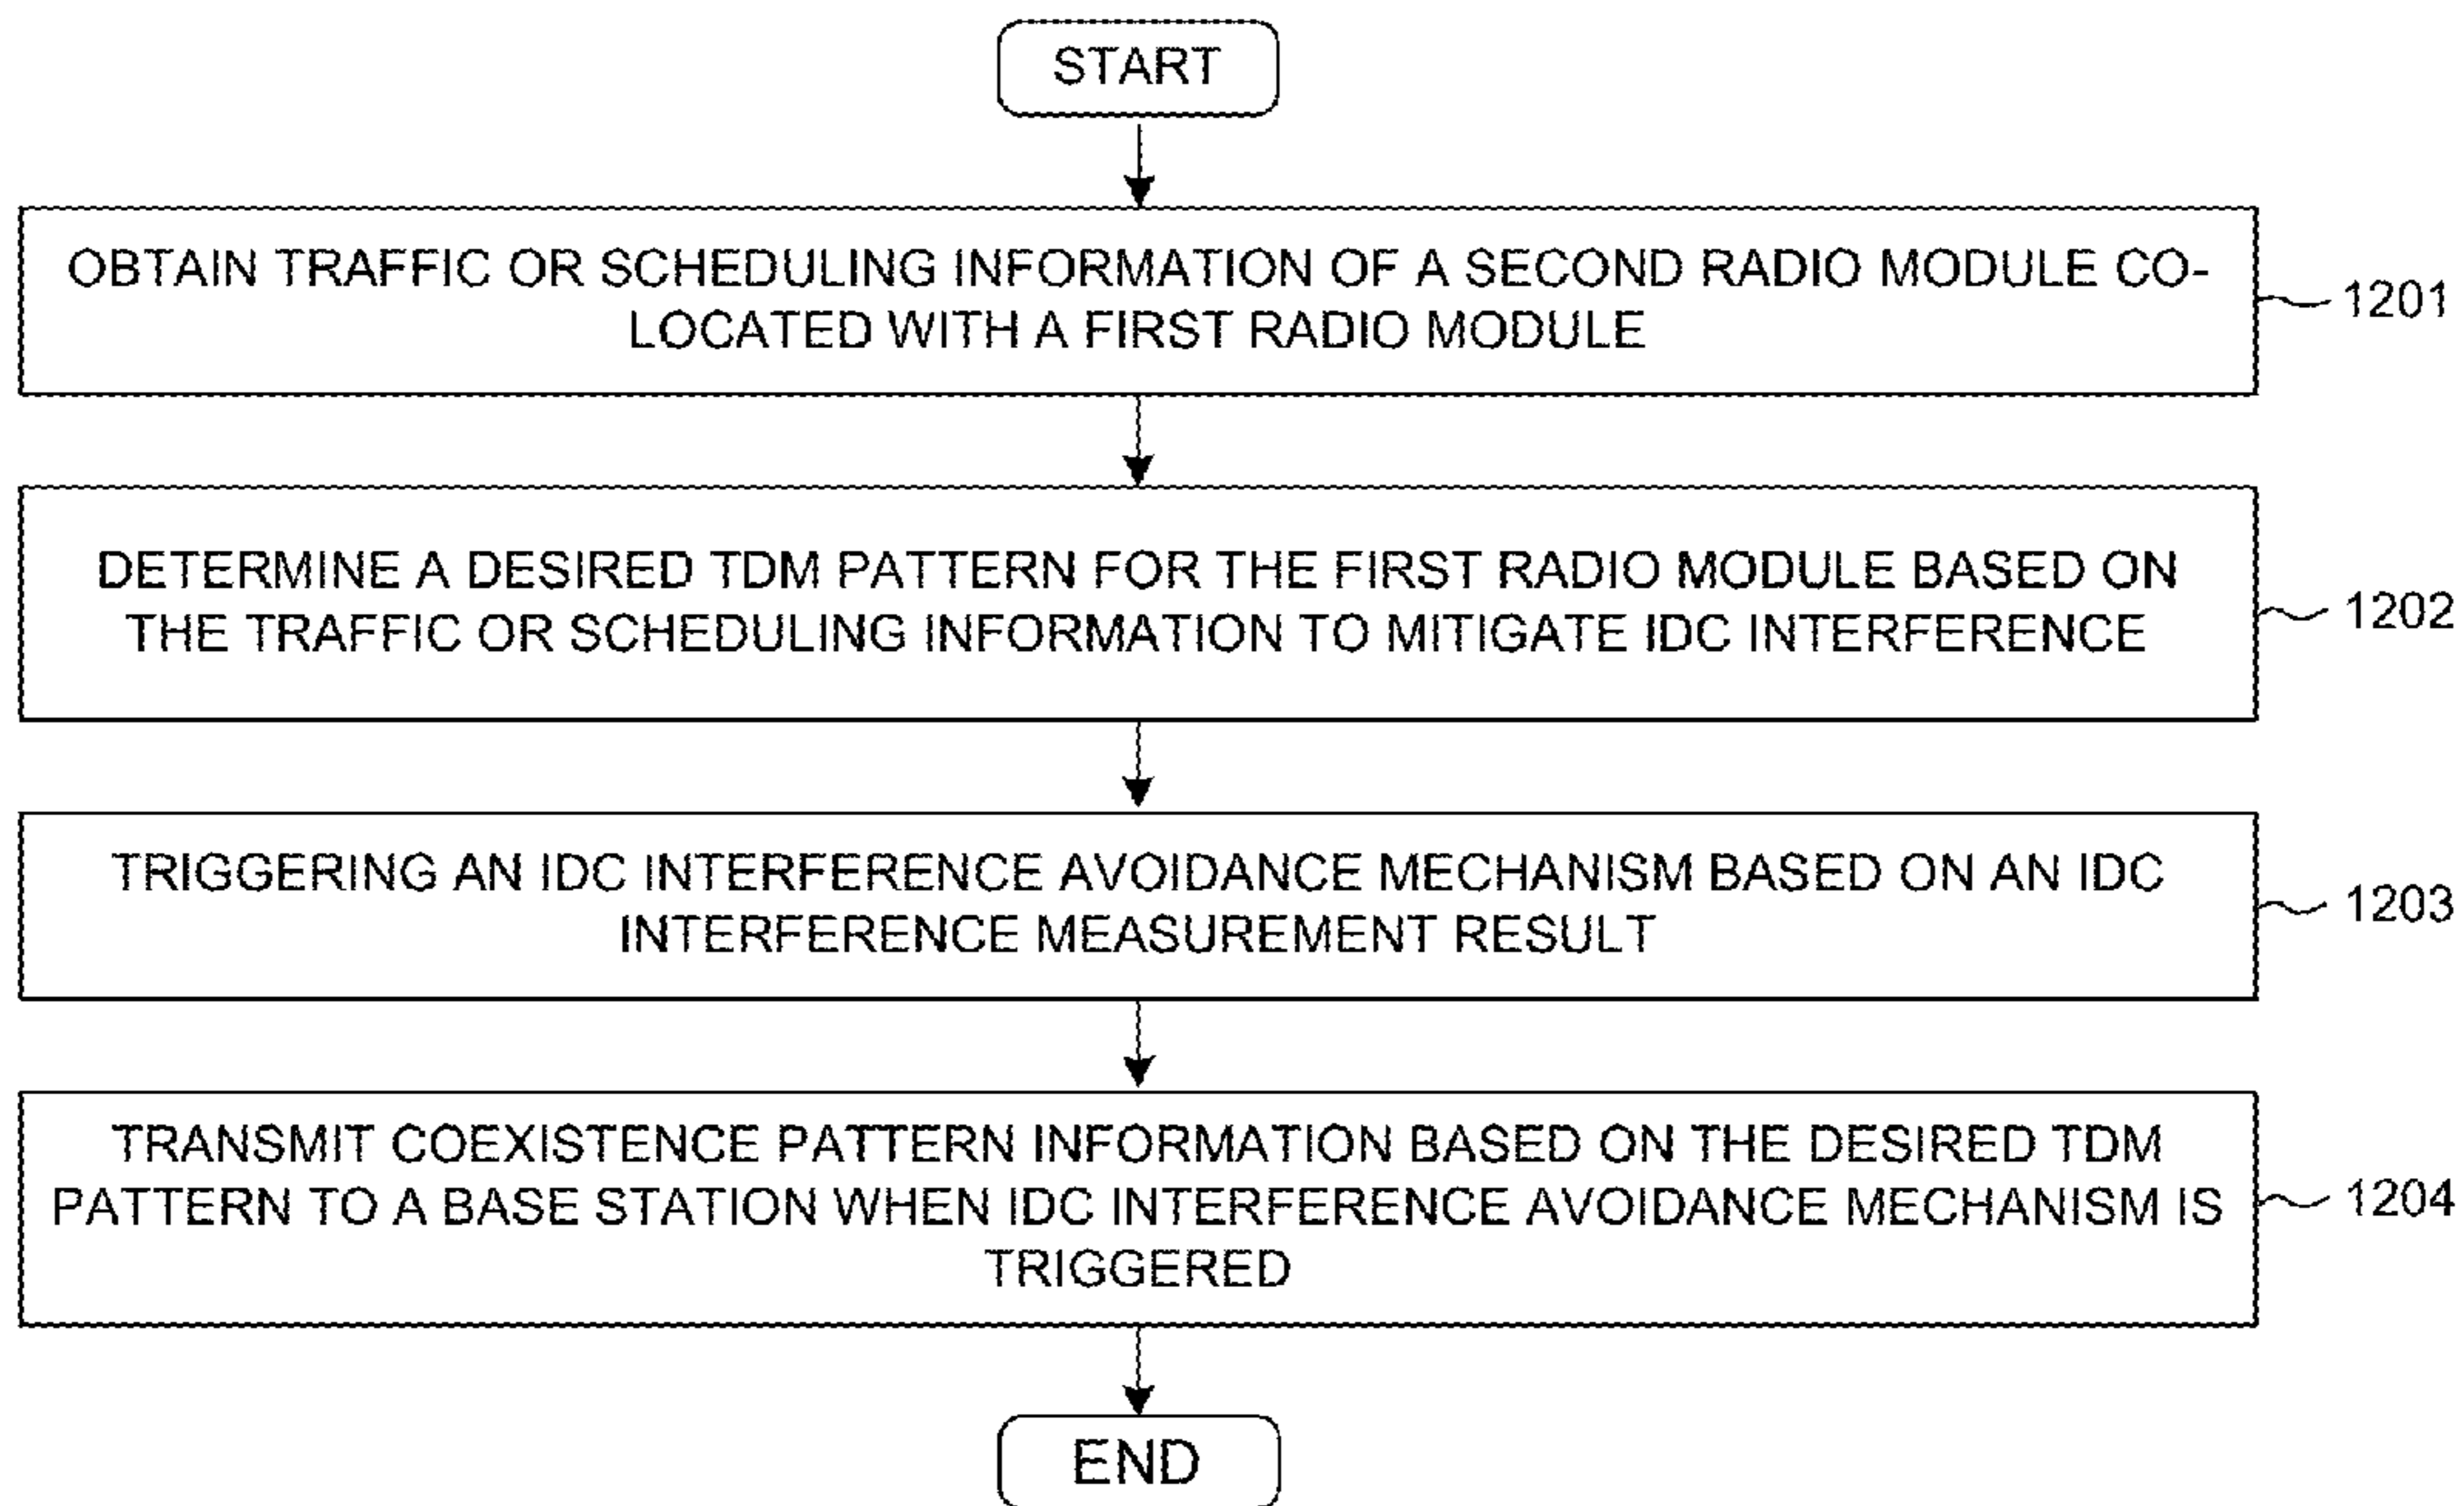 START
OBTAIN TRAFFIC OR SCHEDULING INFORMATION OF A SECOND RADIO MODULE CO-
LOCATED WITH A FIRST RADIO MODULE
1201
DETERMINE A DESIRED TDM PATTERN FOR THE FIRST RADIO MODULE BASED ON
THE TRAFFIC OR SCHEDULING INFORMATION TO MITIGATE IDC INTERFERENCE
1202
TRIGGERING AN IDC INTERFERENCE AVOIDANCE MECHANISM BASED ON AN IDC
INTERFERENCE MEASUREMENT RESULT
1203
TRANSMIT COEXISTENCE PATTERN INFORMATION BASED ON THE DESIRED TDM
PATTERN TO A BASE STATION WHEN IDC INTERFERENCE AVOIDANCE MECHANISM IS
TRIGGERED
1204
END